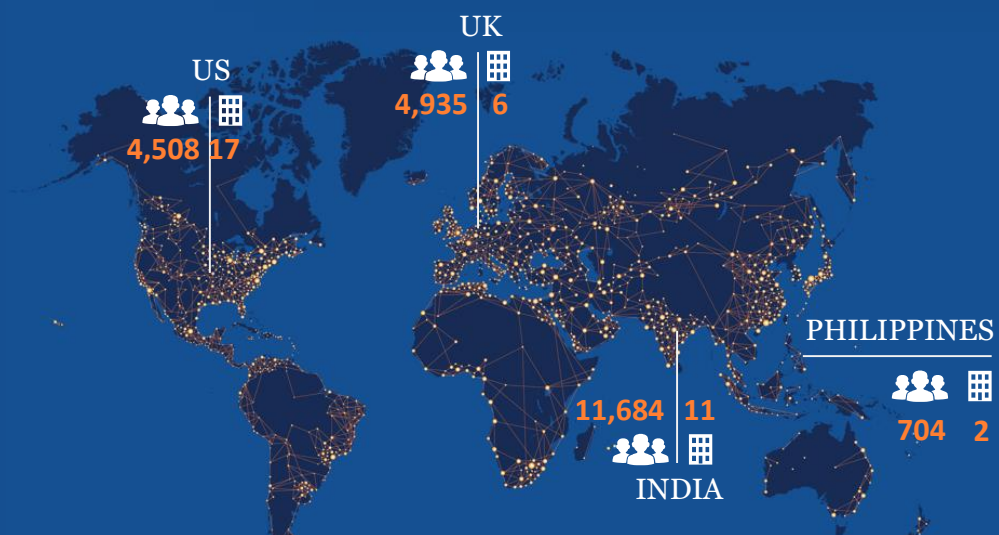 UK
4,935 6
US
4,508 17
PHILIPPINES
704 2
11,684 11
INDIA